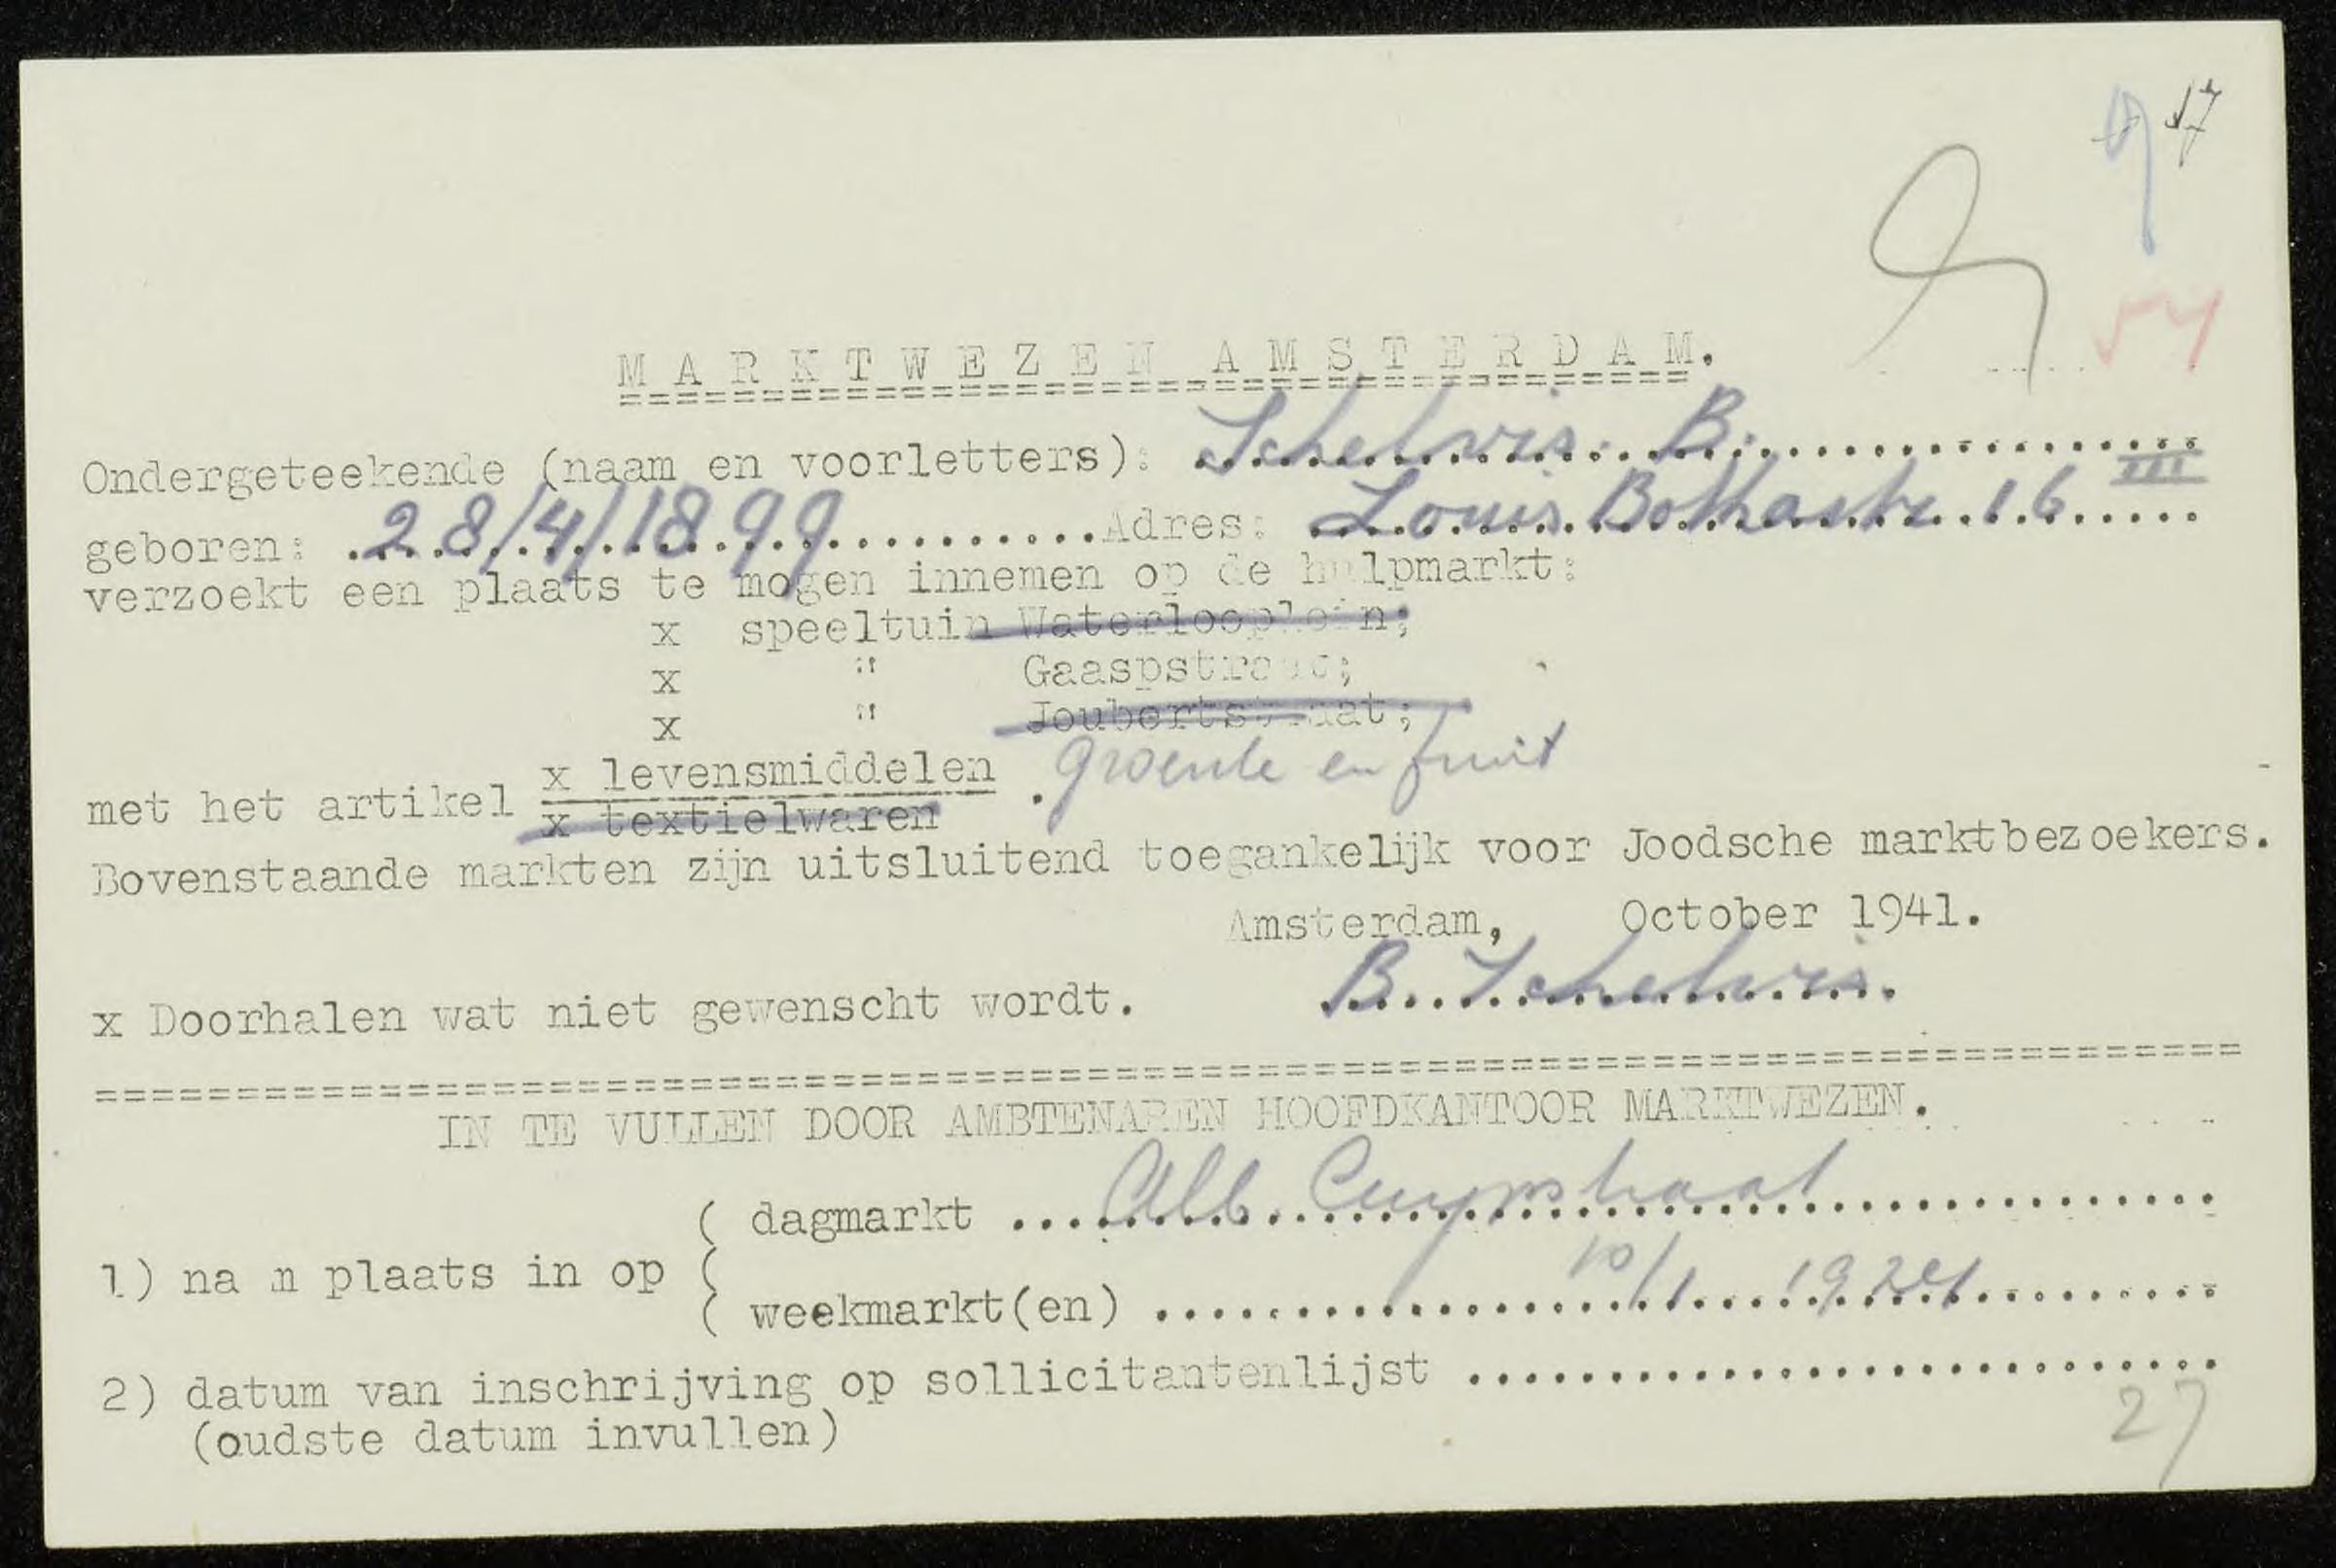 17
M A R K T W E Z E N  A M S T E R D A M.
Ondergeteekende (naam en voorletters): Schelvis. B.
geboren: 28/4/1899 Adres: Louis Bothastr. 16 III
verzoekt een plaats te mogen innemen op de hulpmarkt:
x speeltuin Waterlooplein;
x " Gaaspstraat;
x " Joubertstraat;
met het artikel x levensmiddelen . groente en fruit
x textielwaren
Bovenstaande markten zijn uitsluitend toegankelijk voor Joodsche marktbezoekers.
Amsterdam, October 1941.
x Doorhalen wat niet gewenscht wordt. B. Schelvis.
IN TE VULLEN DOOR AMBTENAREN HOOFDKANTOOR MARKTWEZEN.
( dagmarkt .... Alb. Cuypstraat
1) na m plaats in op (
( weekmarkt(en) .... 10/1 1924
2) datum van inschrijving op sollicitantenlijst ....
(oudste datum invullen)
27